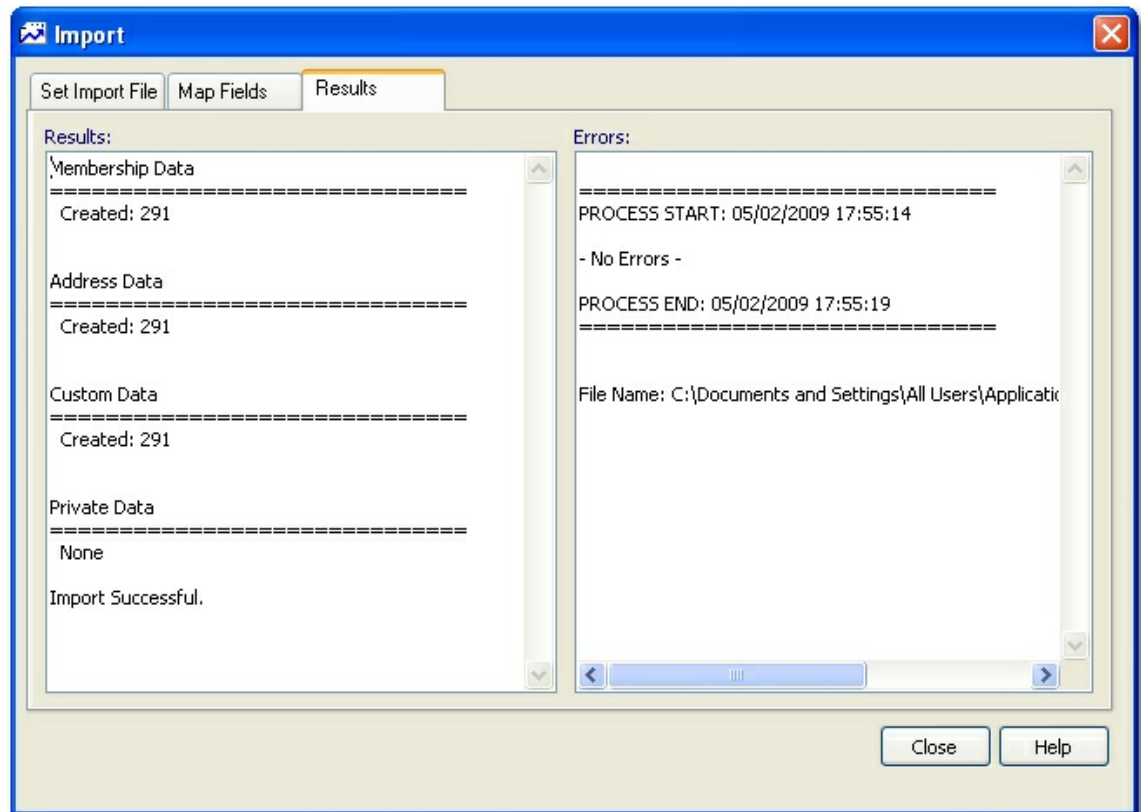 Import
Set Import File
Map Fields
Results
Results:
Membership Data
==============================
Created: 291
Address Data
==============================
Created: 291
Custom Data
==============================
Created: 291
Private Data
==============================
None
Import Successful.
Errors:
==============================
PROCESS START: 05/02/2009 17:55:14
- No Errors -
PROCESS END: 05/02/2009 17:55:19
==============================
File Name: C:\Documents and Settings\All Users\Applicatio
Close
Help